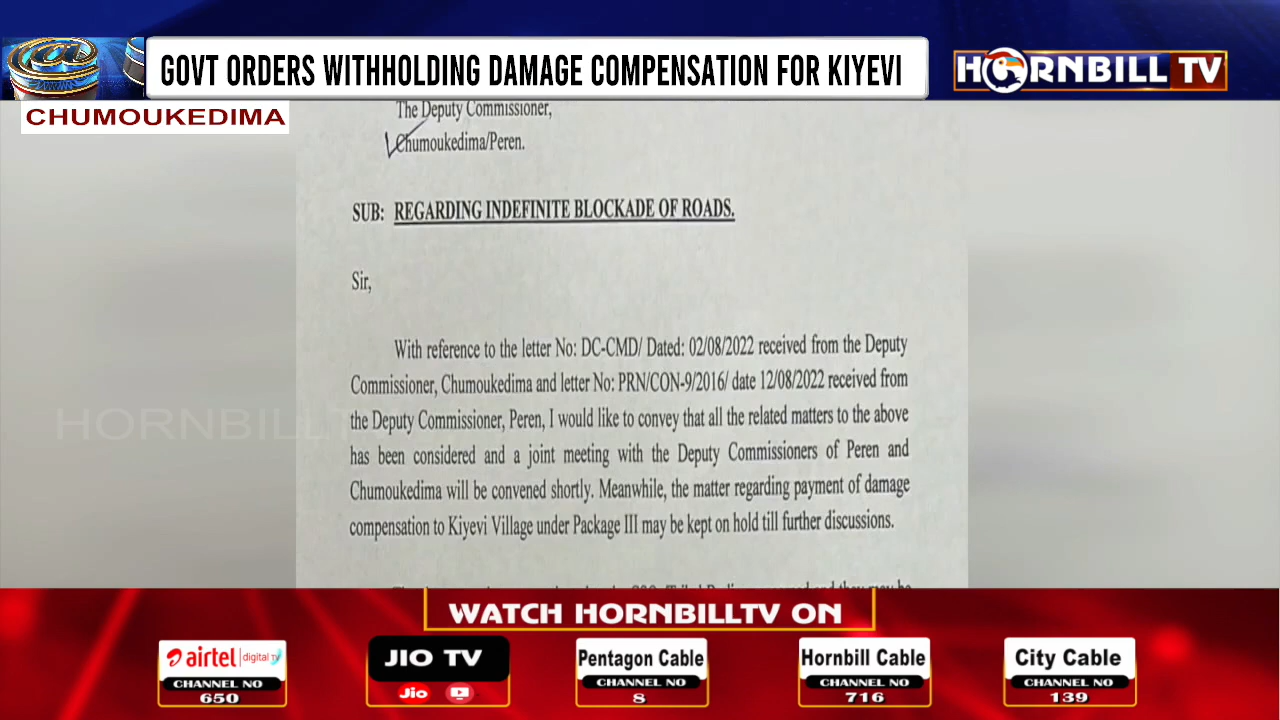 GOVT ORDERS WITHHOLDING DAMAGE COMPENSATION FOR KIYEVI
HORNBILL TV
CHUMOUKEDIMA
The Deputy Commissioner,
Chumoukedima/Peren.
SUB: REGARDING INDEFINITE BLOCKADE OF ROADS.
Sir,
With reference to the letter No: DC-CMD/ Dated: 02/08/2022 received from the Deputy
Commissioner, Chumoukedima and letter No: PRN/CON-9/2016/ date 12/08/2022 received from
the Deputy Commissioner, Peren, I would like to convey that all the related matters to the above
has been considered and a joint meeting with the Deputy Commissioners of Peren and
Chumoukedima will be convened shortly. Meanwhile, the matter regarding payment of damage
compensation to Kiyevi Village under Package III may be kept on hold till further discussions.
HORNBILLT
WATCH HORNBILLTV ON
airtel digital TV
CHANNEL NO
650
JIO TV
Jio
Pentagon Cable
CHANNEL NO
8
Hornbill Cable
CHANNEL NO
716
City Cable
CHANNEL NO
139